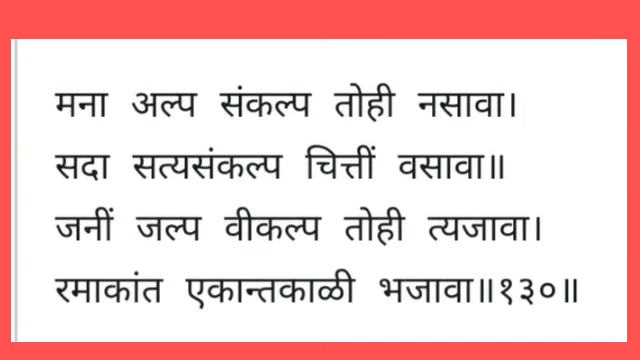 मना अल्प संकल्प तोही नसावा।
सदा सत्यसंकल्प चित्तीं वसावा॥
जनीं जल्प वीकल्प तोही त्यजावा।
रमाकांत एकान्तकाळी भजावा॥१३०॥